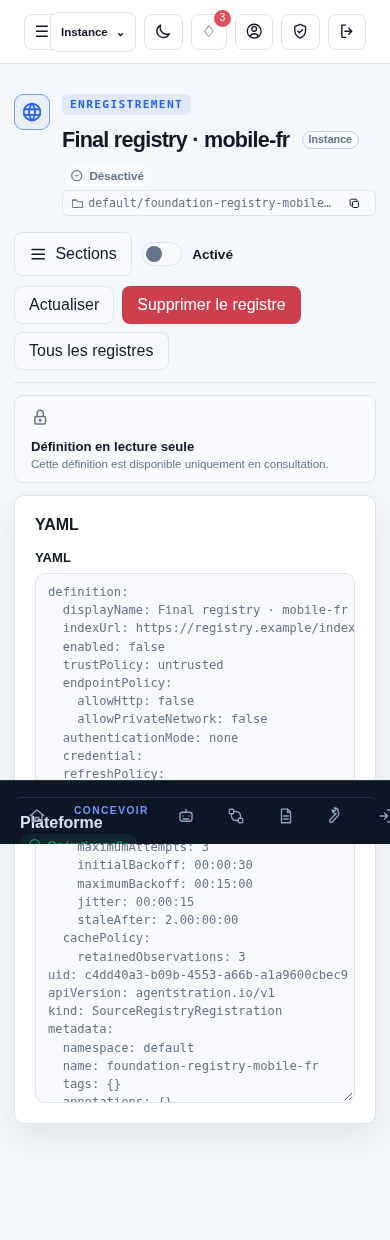 Instance
3
ENREGISTREMENT
Final registry · mobile-fr
Instance
Désactivé
default/foundation-registry-mobile…
Sections
Activé
Actualiser
Supprimer le registre
Tous les registres
Définition en lecture seule
Cette définition est disponible uniquement en consultation.
YAML
YAML
definition:
displayName: Final registry · mobile-fr
indexUrl: https://registry.example/index
enabled: false
trustPolicy: untrusted
endpointPolicy:
allowHttp: false
allowPrivateNetwork: false
authenticationMode: none
credential:
refreshPolicy:
CONCEVOIR
Plateforme
maximumAttempts: 3
initialBackoff: 00:00:30
maximumBackoff: 00:15:00
jitter: 00:00:15
staleAfter: 2.00:00:00
cachePolicy:
retainedObservations: 3
uid: c4dd40a3-b09b-4553-a66b-a1a9600cbec9
apiVersion: agentstration.io/v1
kind: SourceRegistryRegistration
metadata:
namespace: default
name: foundation-registry-mobile-fr
tags: {}
annotations: {}